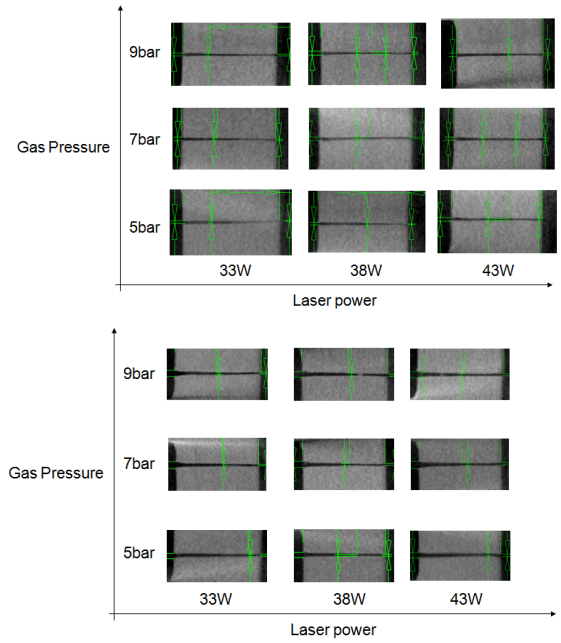 9bar
7bar
Gas Pressure
5bar
33W 38W 43W
Laser power
9bar
7bar
Gas Pressure
5bar
33W 38W 43W
Laser power